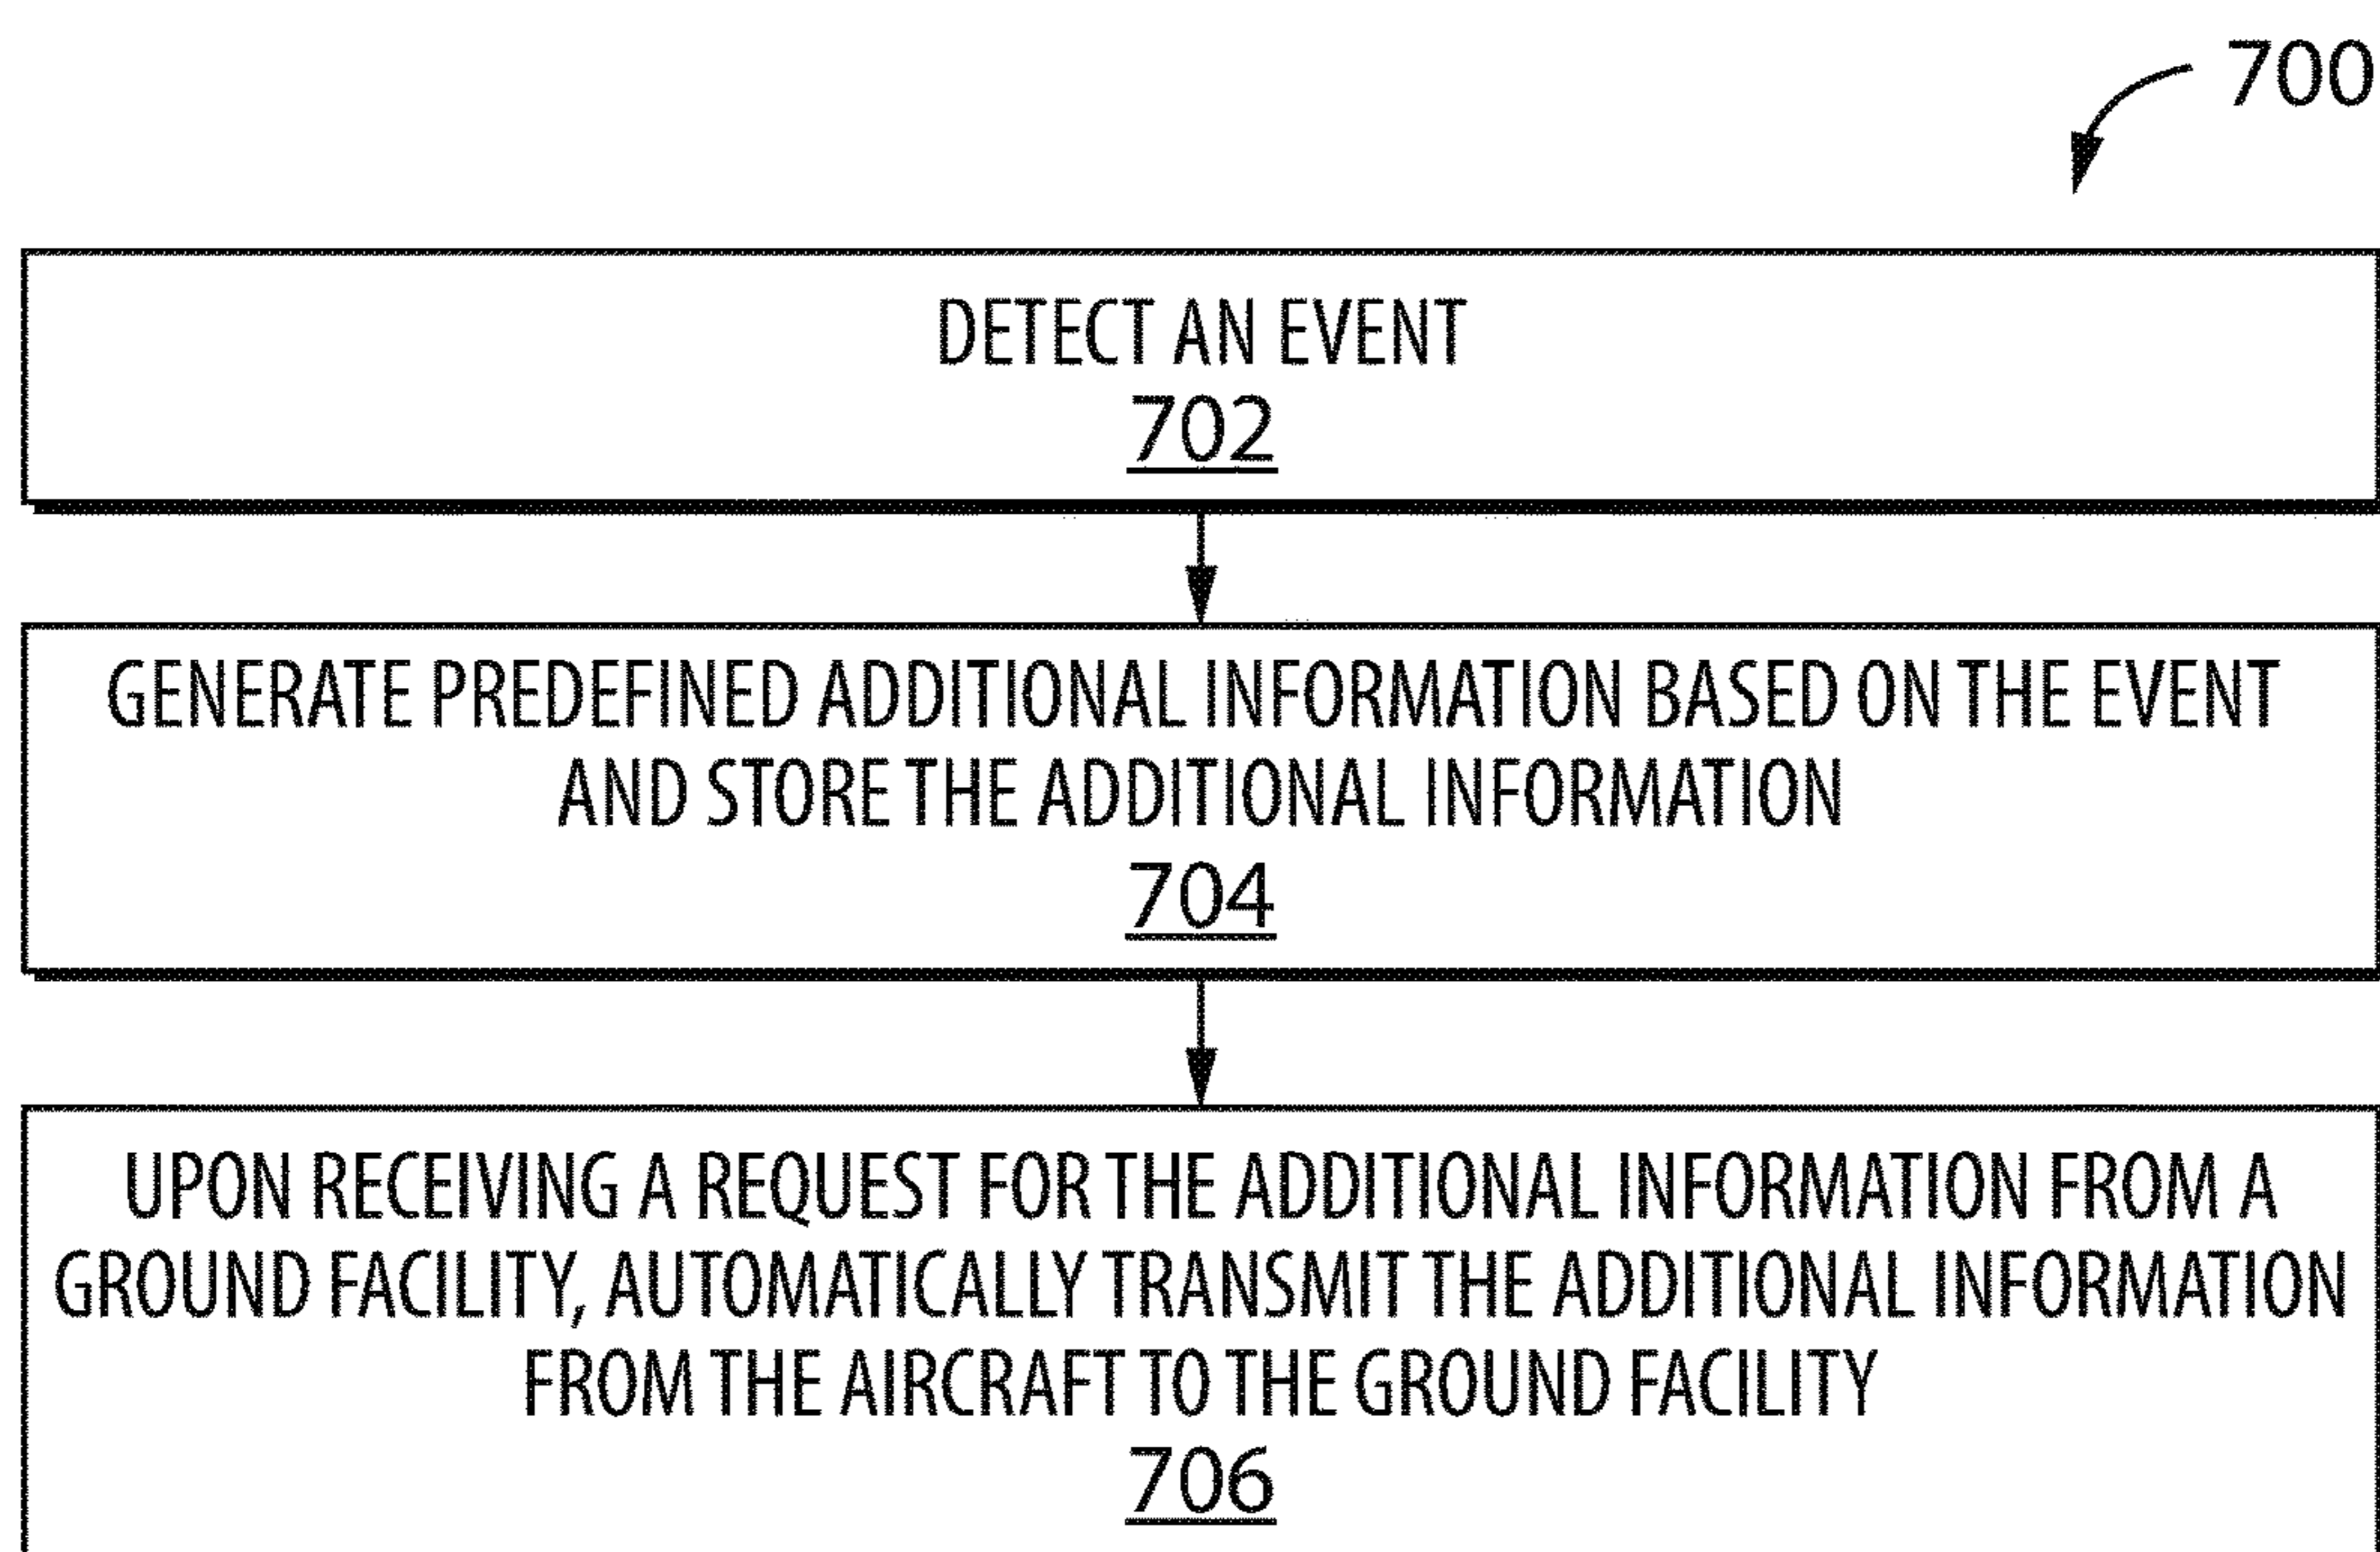 700
DETECT AN EVENT
702
GENERATE PREDEFINED ADDITIONAL INFORMATION BASED ON THE EVENT
AND STORE THE ADDITIONAL INFORMATION
704
UPON RECEIVING A REQUEST FOR THE ADDITIONAL INFORMATION FROM A
GROUND FACILITY, AUTOMATICALLY TRANSMIT THE ADDITIONAL INFORMATION
FROM THE AIRCRAFT TO THE GROUND FACILITY
706